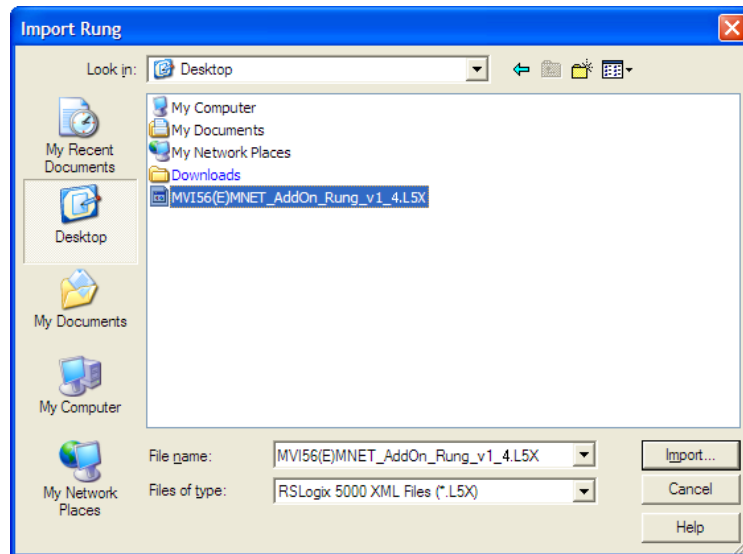 Import Rung
Look in:
Desktop
My Recent
Documents
Desktop
My Documents
My Computer
My Network
Places
My Computer
My Documents
My Network Places
Downloads
MVI56(E)MNET_AddOn_Rung_v1_4.L5X
File name:
MVI56(E)MNET_AddOn_Rung_v1_4.L5X
Import...
Files of type:
RSLogix 5000 XML Files (*.L5X)
Cancel
Help